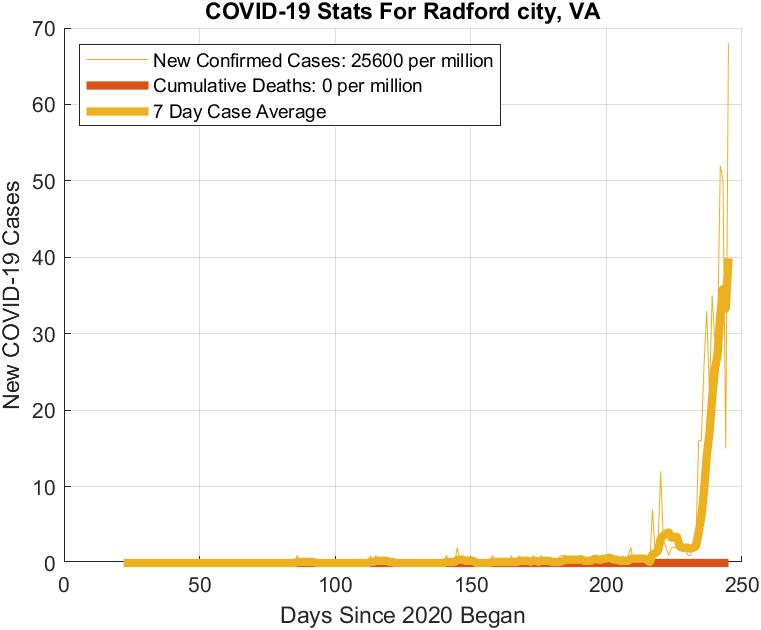 COVID-19 Stats For Radford city, VA
70
60
50
40
30
20
10
0
New COVID-19 Cases
New Confirmed Cases: 25600 per million
Cumulative Deaths: 0 per million
7 Day Case Average
0 50 100 150 200 250
Days Since 2020 Began